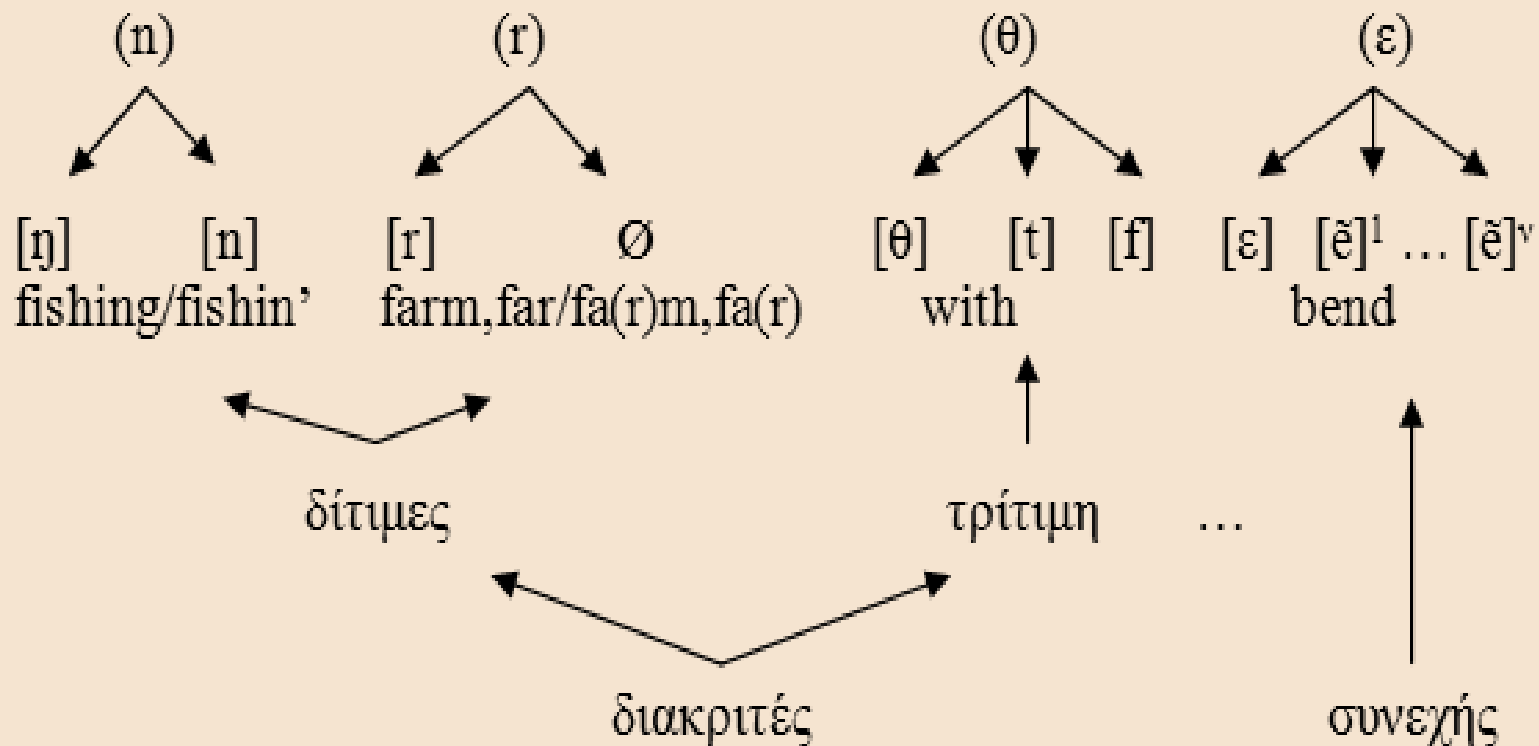 (n) (r) (θ) (ε)
[ŋ] [n] [r] Ø [θ] [t] [f] [ε] [ẽ]¹ … [ẽ]ᵛ
fishing/fishin’ farm,far/fa(r)m,fa(r) with bend
δίτιμες τρίτιμη …
διακριτές συνεχής